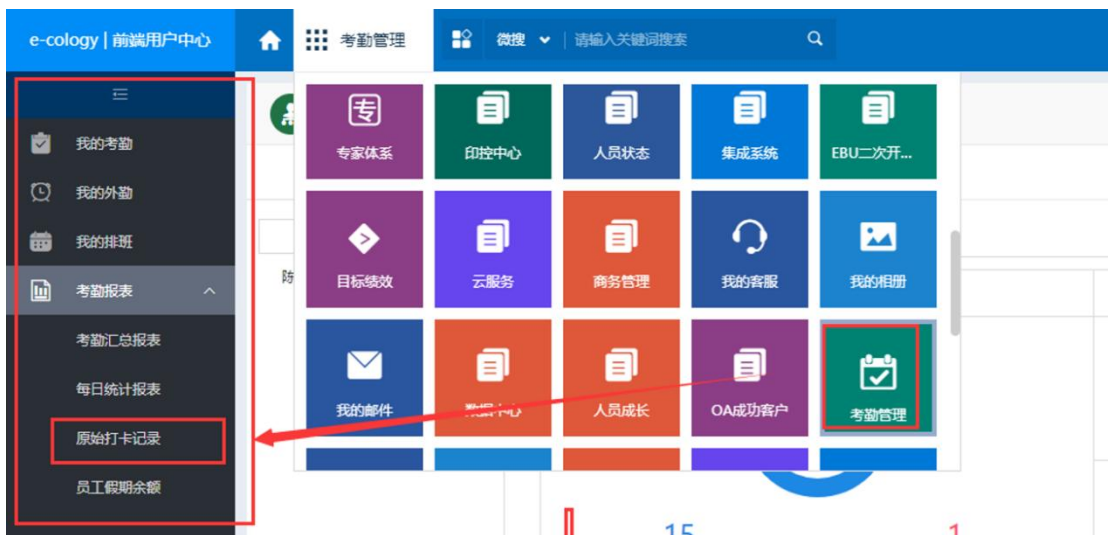 e-cology | 前端用户中心
考勤管理
微搜
请输入关键词搜索
我的考勤
我的外勤
我的排班
考勤报表
考勤汇总报表
每日统计报表
原始打卡记录
员工假期余额
专
专家体系
印控中心
人员状态
集成系统
EBU二次开...
目标绩效
云服务
商务管理
我的客服
我的相册
我的邮件
数据中心
人员成长
OA成功客户
考勤管理
陈
15
1